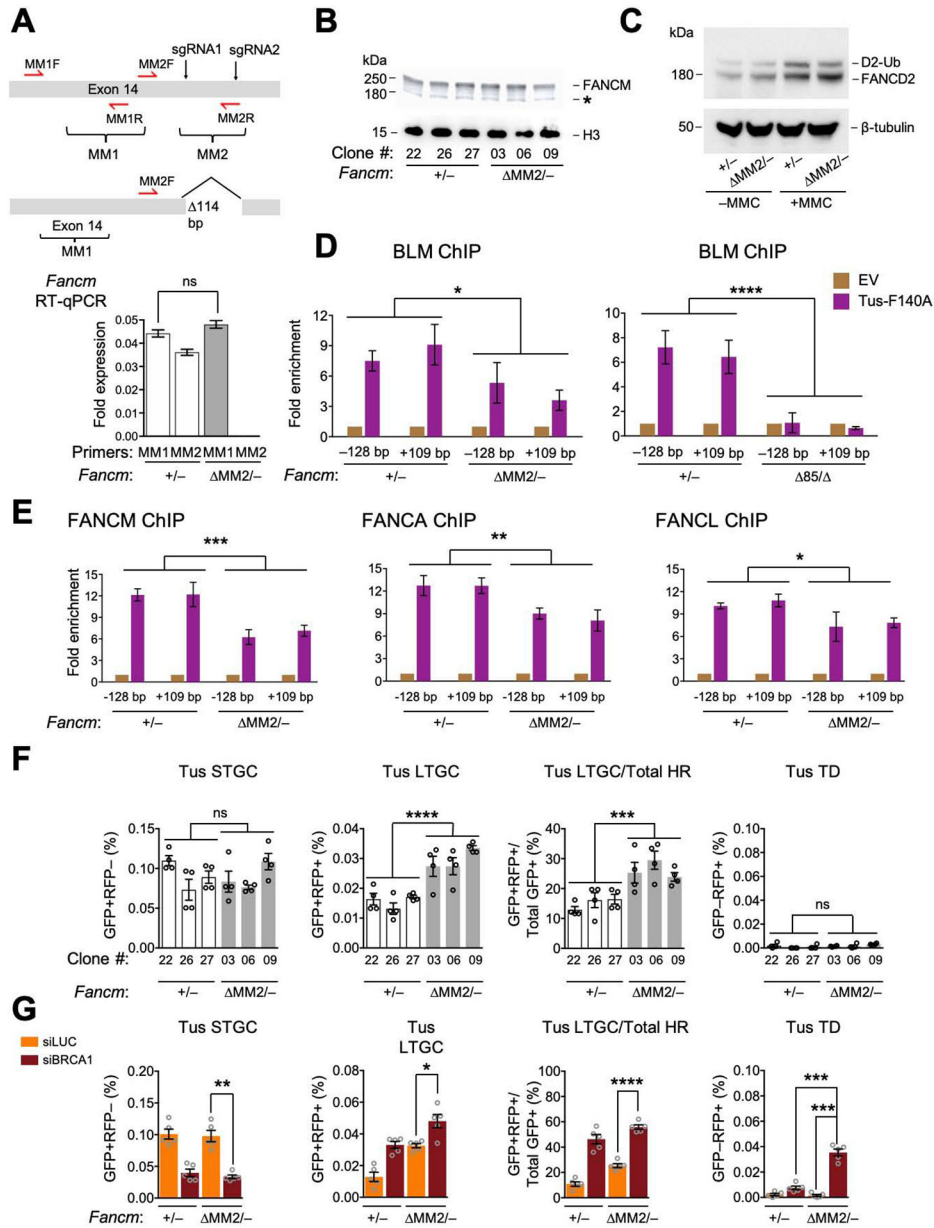 A
sgRNA1 sgRNA2
MM1F MM2F
Exon 14
MM1R MM2R
MM1 MM2
MM2F
Δ114
bp
Exon 14
MM1
Fancm
RT-qPCR
ns
Fold expression
0.05
0.04
0.03
0.02
0.01
0.00
Primers: MM1 MM2 MM1 MM2
Fancm: +/– ΔMM2/–
B
kDa
250
180
15
FANCM
*
H3
Clone #: 22 26 27 03 06 09
Fancm: +/– ΔMM2/–
C
kDa
180
50
D2-Ub
FANCD2
β-tubulin
+/– ΔMM2/– +/– ΔMM2/–
–MMC +MMC
D
BLM ChIP
*
Fold enrichment
12
9
6
3
0
–128 bp +109 bp –128 bp +109 bp
+/– ΔMM2/–
BLM ChIP
EV
Tus-F140A
****
10
8
6
4
2
0
–128 bp +109 bp –128 bp +109 bp
+/– Δ85/Δ
E
FANCM ChIP
***
Fold enrichment
15
12
9
6
3
0
-128 bp +109 bp -128 bp +109 bp
Fancm: +/– ΔMM2/–
FANCA ChIP
**
15
12
9
6
3
0
-128 bp +109 bp -128 bp +109 bp
+/– ΔMM2/–
FANCL ChIP
*
15
12
9
6
3
0
-128 bp +109 bp -128 bp +109 bp
+/– ΔMM2/–
F
Tus STGC
ns
GFP+RFP– (%)
0.15
0.10
0.05
0.00
Clone #: 22 26 27 03 06 09
Fancm: +/– ΔMM2/–
Tus LTGC
****
GFP+RFP+ (%)
0.04
0.03
0.02
0.01
0.00
22 26 27 03 06 09
+/– ΔMM2/–
Tus LTGC/Total HR
***
GFP+RFP+/
Total GFP+ (%)
40
30
20
10
0
22 26 27 03 06 09
+/– ΔMM2/–
Tus TD
ns
GFP–RFP+ (%)
0.10
0.08
0.06
0.04
0.02
0.00
22 26 27 03 06 09
+/– ΔMM2/–
G
siLUC
siBRCA1
Tus STGC
**
GFP+RFP– (%)
0.20
0.15
0.10
0.05
0.00
Fancm: +/– ΔMM2/–
Tus
LTGC
*
GFP+RFP+ (%)
0.08
0.06
0.04
0.02
0.00
+/– ΔMM2/–
Tus LTGC/Total HR
****
GFP+RFP+/
Total GFP+ (%)
100
80
60
40
20
0
+/– ΔMM2/–
Tus TD
***
***
GFP–RFP+ (%)
0.10
0.08
0.06
0.04
0.02
0.00
+/– ΔMM2/–